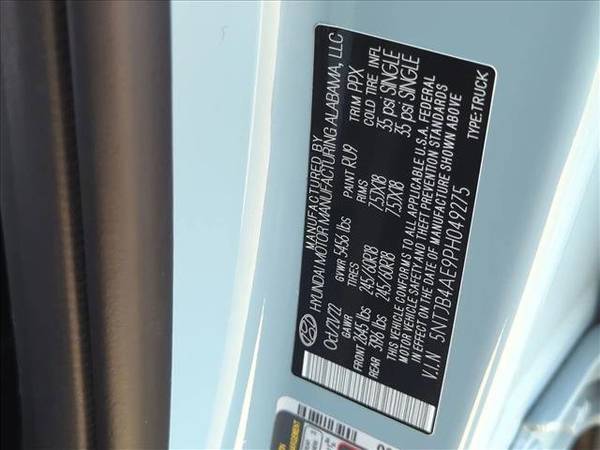 MANUFACTURED BY
HYUNDAI MOTOR MANUFACTURING ALABAMA, LLC
Oct/27/22 GVWR 5456 lbs PAINT RU9 TRIM PPX
GAWR TIRES RIMS COLD TIRE INFL
FRONT 2845 lbs 245/60R18 7.5JX18 35 psi SINGLE
REAR 3198 lbs 245/60R18 7.5JX18 35 psi SINGLE
THIS VEHICLE CONFORMS TO ALL APPLICABLE U.S.A. FEDERAL
MOTOR VEHICLE SAFETY AND THEFT PREVENTION STANDARDS
IN EFFECT ON THE DATE OF MANUFACTURE SHOWN ABOVE
V.I.N 5NTJB4AE9PH049275 TYPE:TRUCK